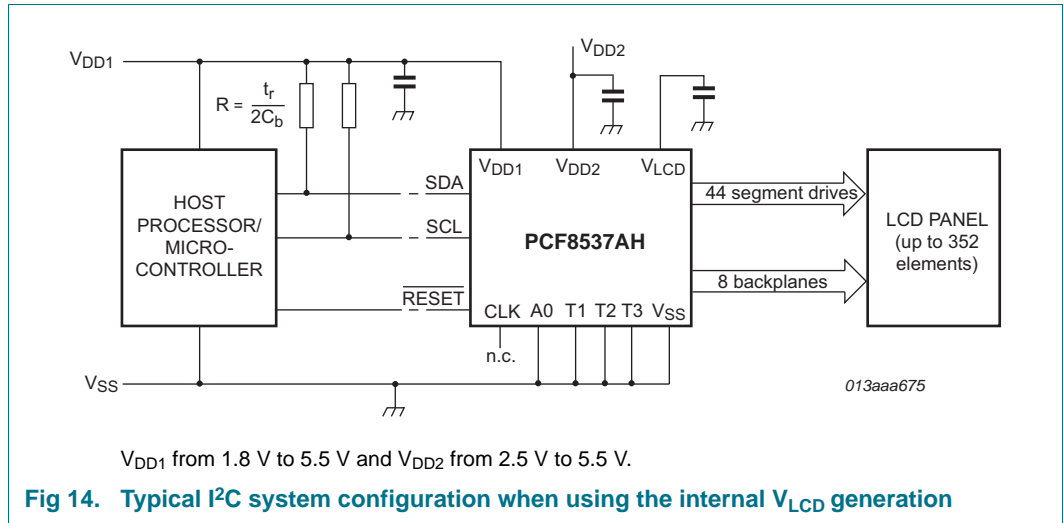 VDD1
VDD2
R = tr
2Cb
VDD1 VDD2 VLCD
HOST
PROCESSOR/
MICRO-
CONTROLLER
SDA
SCL
RESET
PCF8537AH
CLK A0 T1 T2 T3 VSS
n.c.
44 segment drives
8 backplanes
LCD PANEL
(up to 352
elements)
VSS
013aaa675
VDD1 from 1.8 V to 5.5 V and VDD2 from 2.5 V to 5.5 V.
Fig 14. Typical I2C system configuration when using the internal VLCD generation